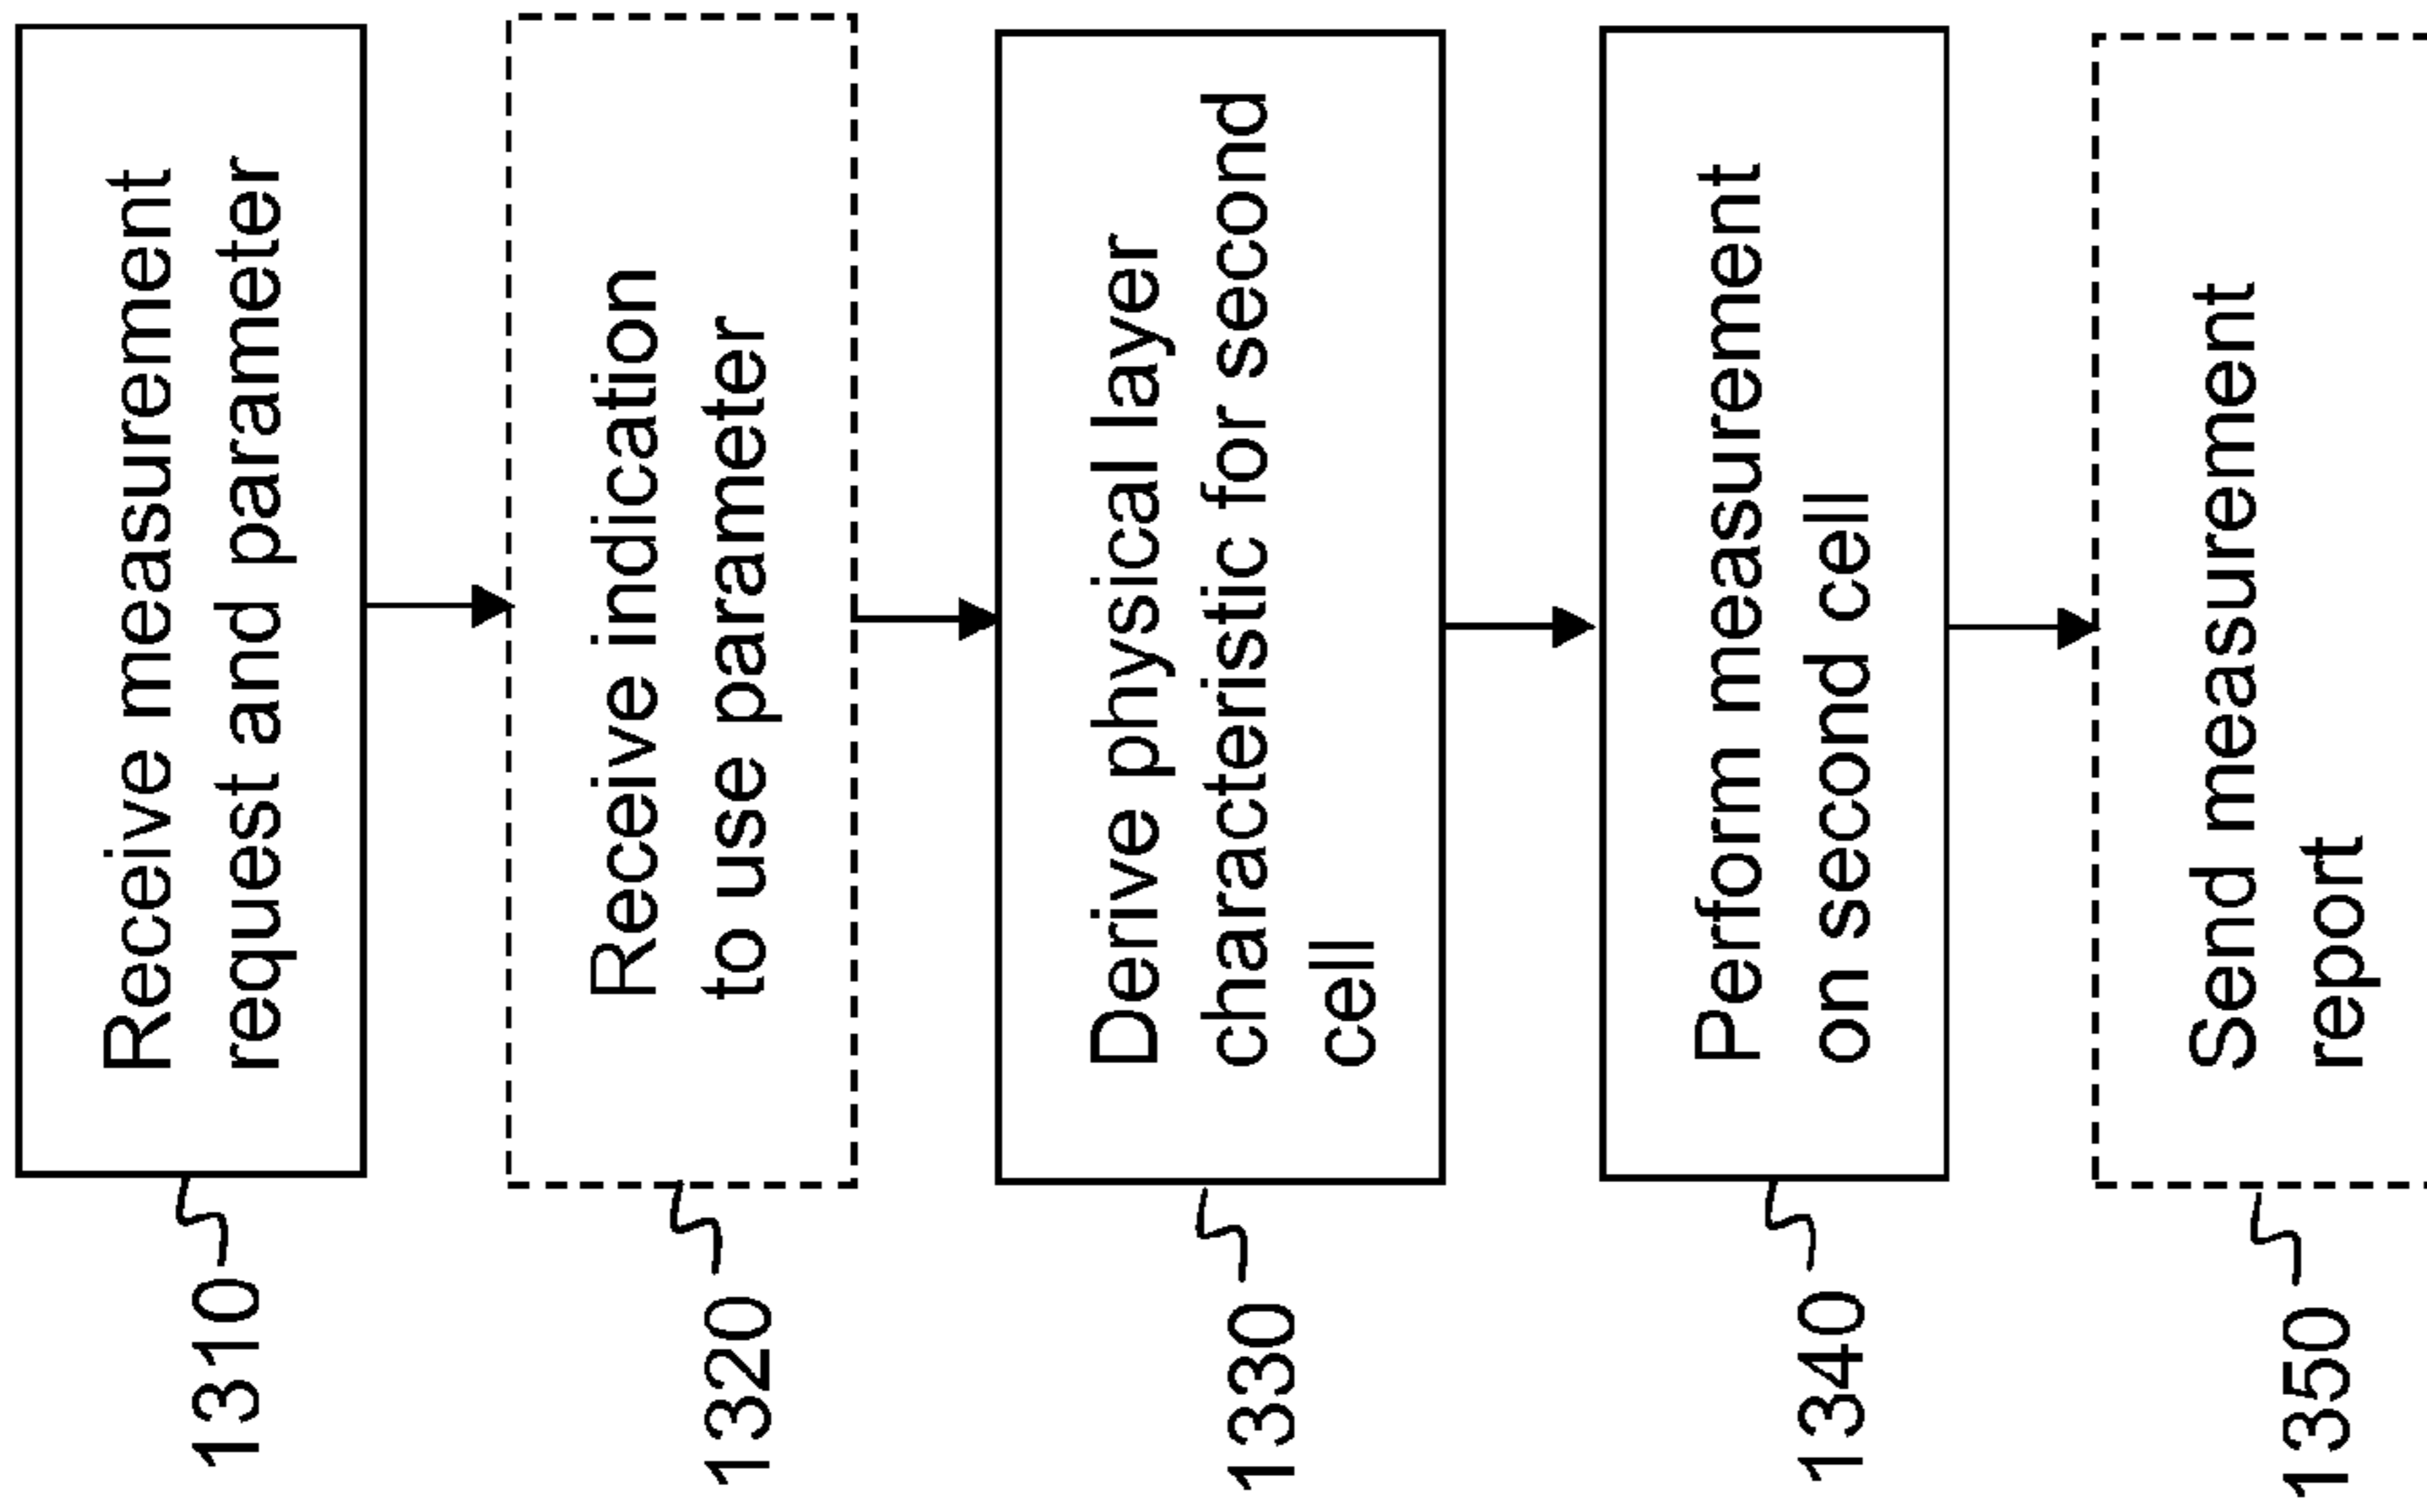 1310
Receive measurement
request and parameter
1320
Receive indication
to use parameter
1330
Derive physical layer
characteristic for second
cell
1340
Perform measurement
on second cell
1350
Send measurement
report